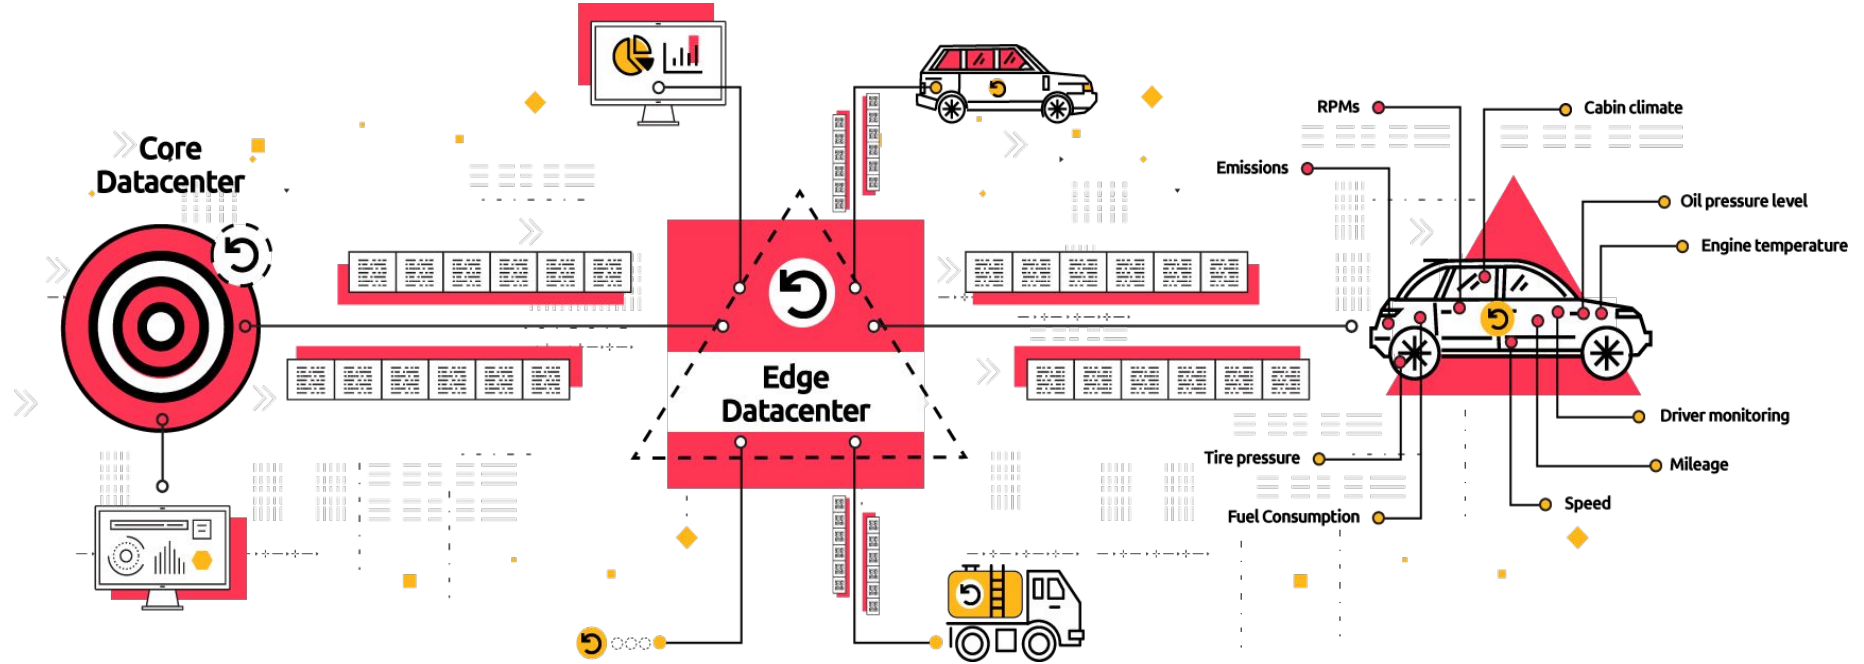 Core
Datacenter
Edge
Datacenter
RPMs
Cabin climate
Emissions
Oil pressure level
Engine temperature
Driver monitoring
Tire pressure
Mileage
Speed
Fuel Consumption